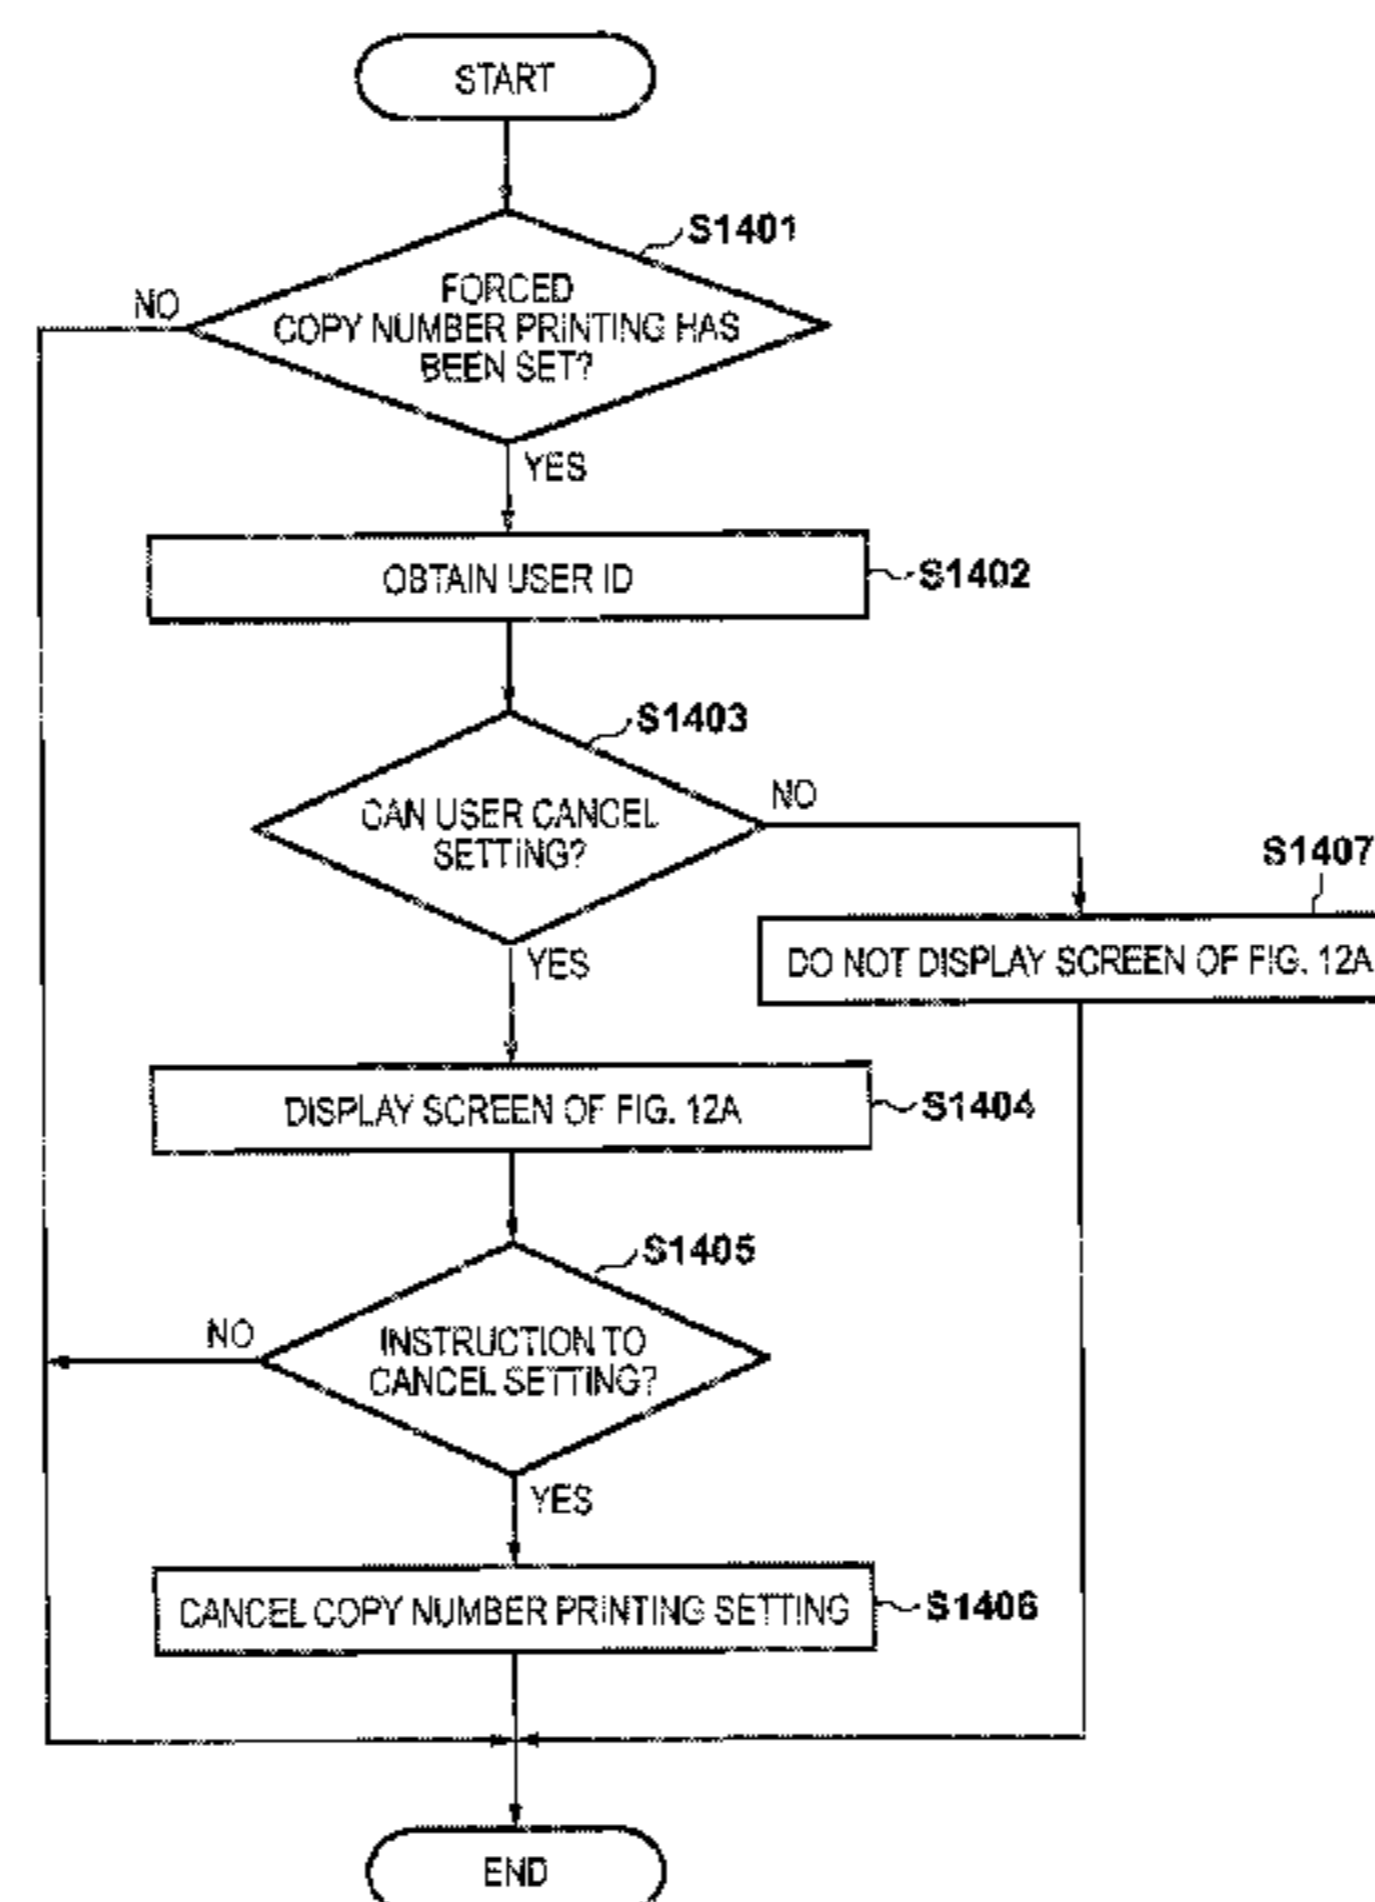 START
S1401
NO
FORCED
COPY NUMBER PRINTING HAS
BEEN SET?
YES
OBTAIN USER ID
S1402
S1403
CAN USER CANCEL
SETTING?
NO
YES
S1407
DO NOT DISPLAY SCREEN OF FIG. 12A
DISPLAY SCREEN OF FIG. 12A
S1404
S1405
NO
INSTRUCTION TO
CANCEL SETTING?
YES
CANCEL COPY NUMBER PRINTING SETTING
S1406
END